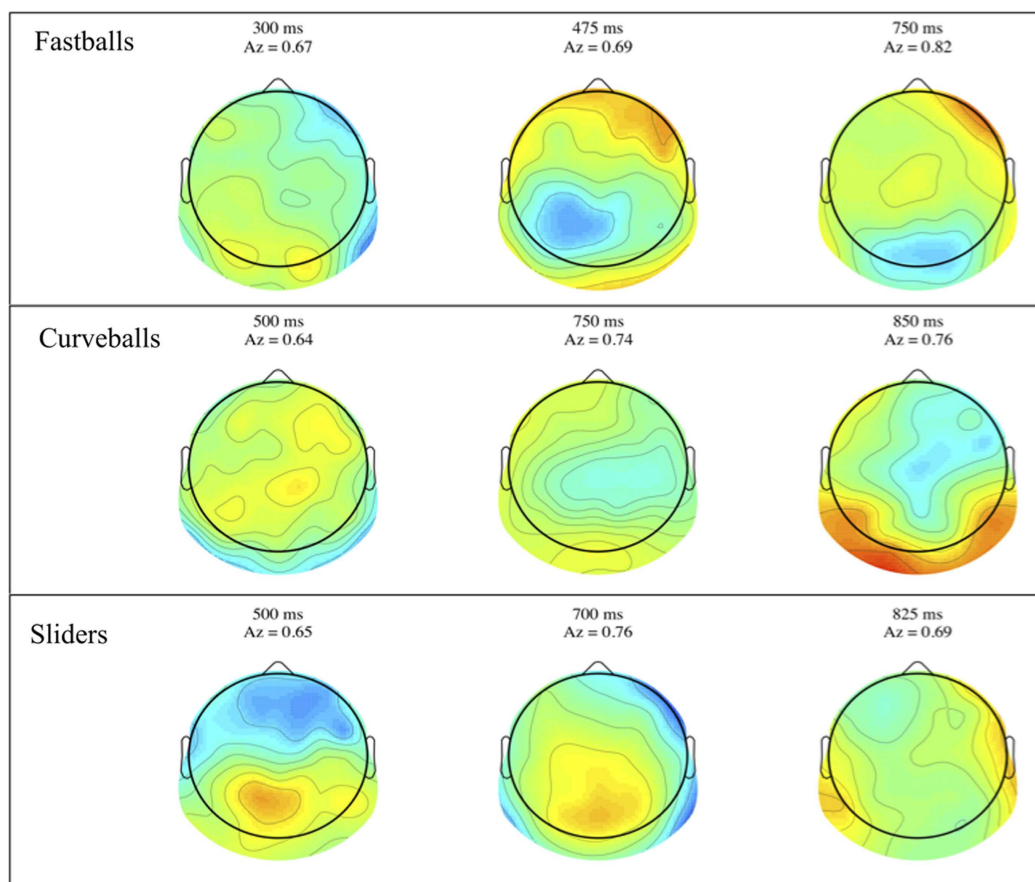 Fastballs
300 ms
Az = 0.67
475 ms
Az = 0.69
750 ms
Az = 0.82
Curveballs
500 ms
Az = 0.64
750 ms
Az = 0.74
850 ms
Az = 0.76
Sliders
500 ms
Az = 0.65
700 ms
Az = 0.76
825 ms
Az = 0.69